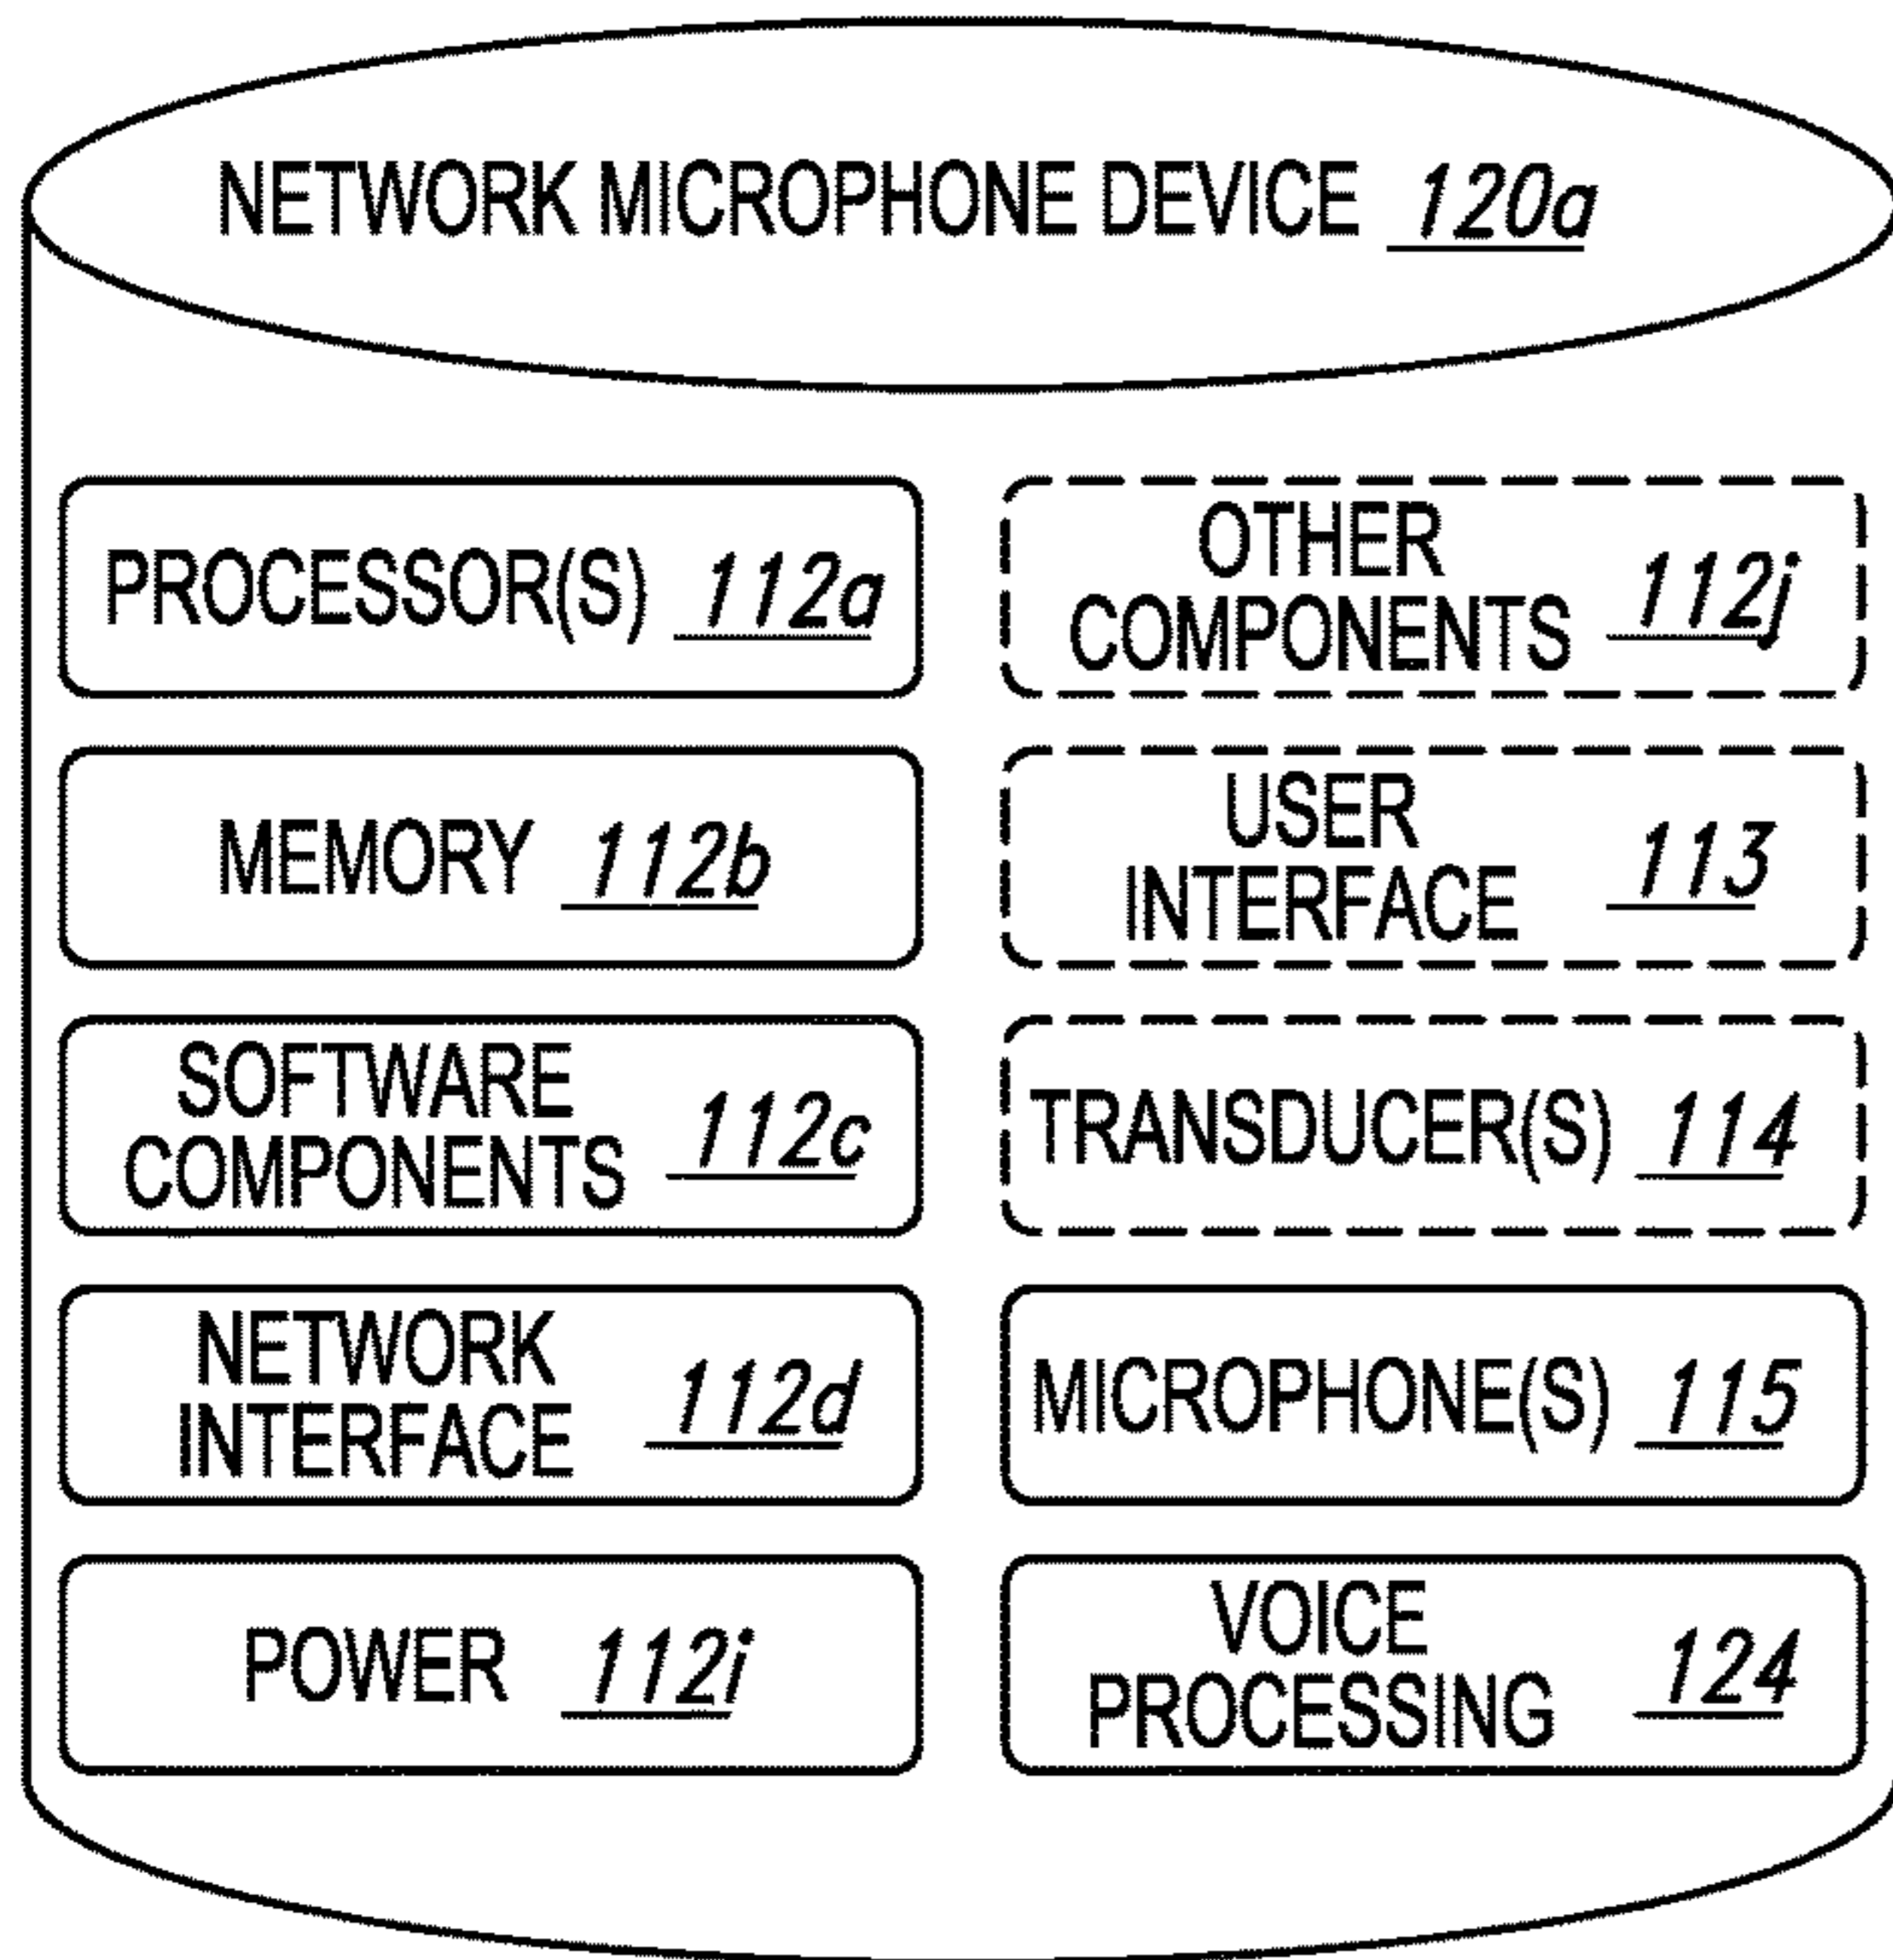 NETWORK MICROPHONE DEVICE 120a
PROCESSOR(S) 112a
MEMORY 112b
SOFTWARE
COMPONENTS 112c
NETWORK
INTERFACE 112d
POWER 112i
OTHER
COMPONENTS 112j
USER
INTERFACE 113
TRANSDUCER(S) 114
MICROPHONE(S) 115
VOICE
PROCESSING 124